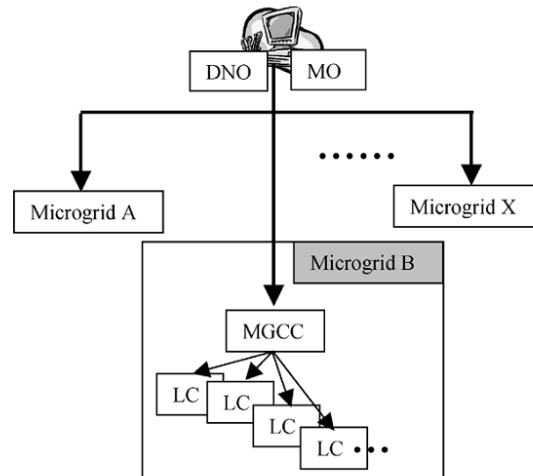 DNO
MO
......
Microgrid A
Microgrid X
Microgrid B
MGCC
LC
LC
LC
LC ...